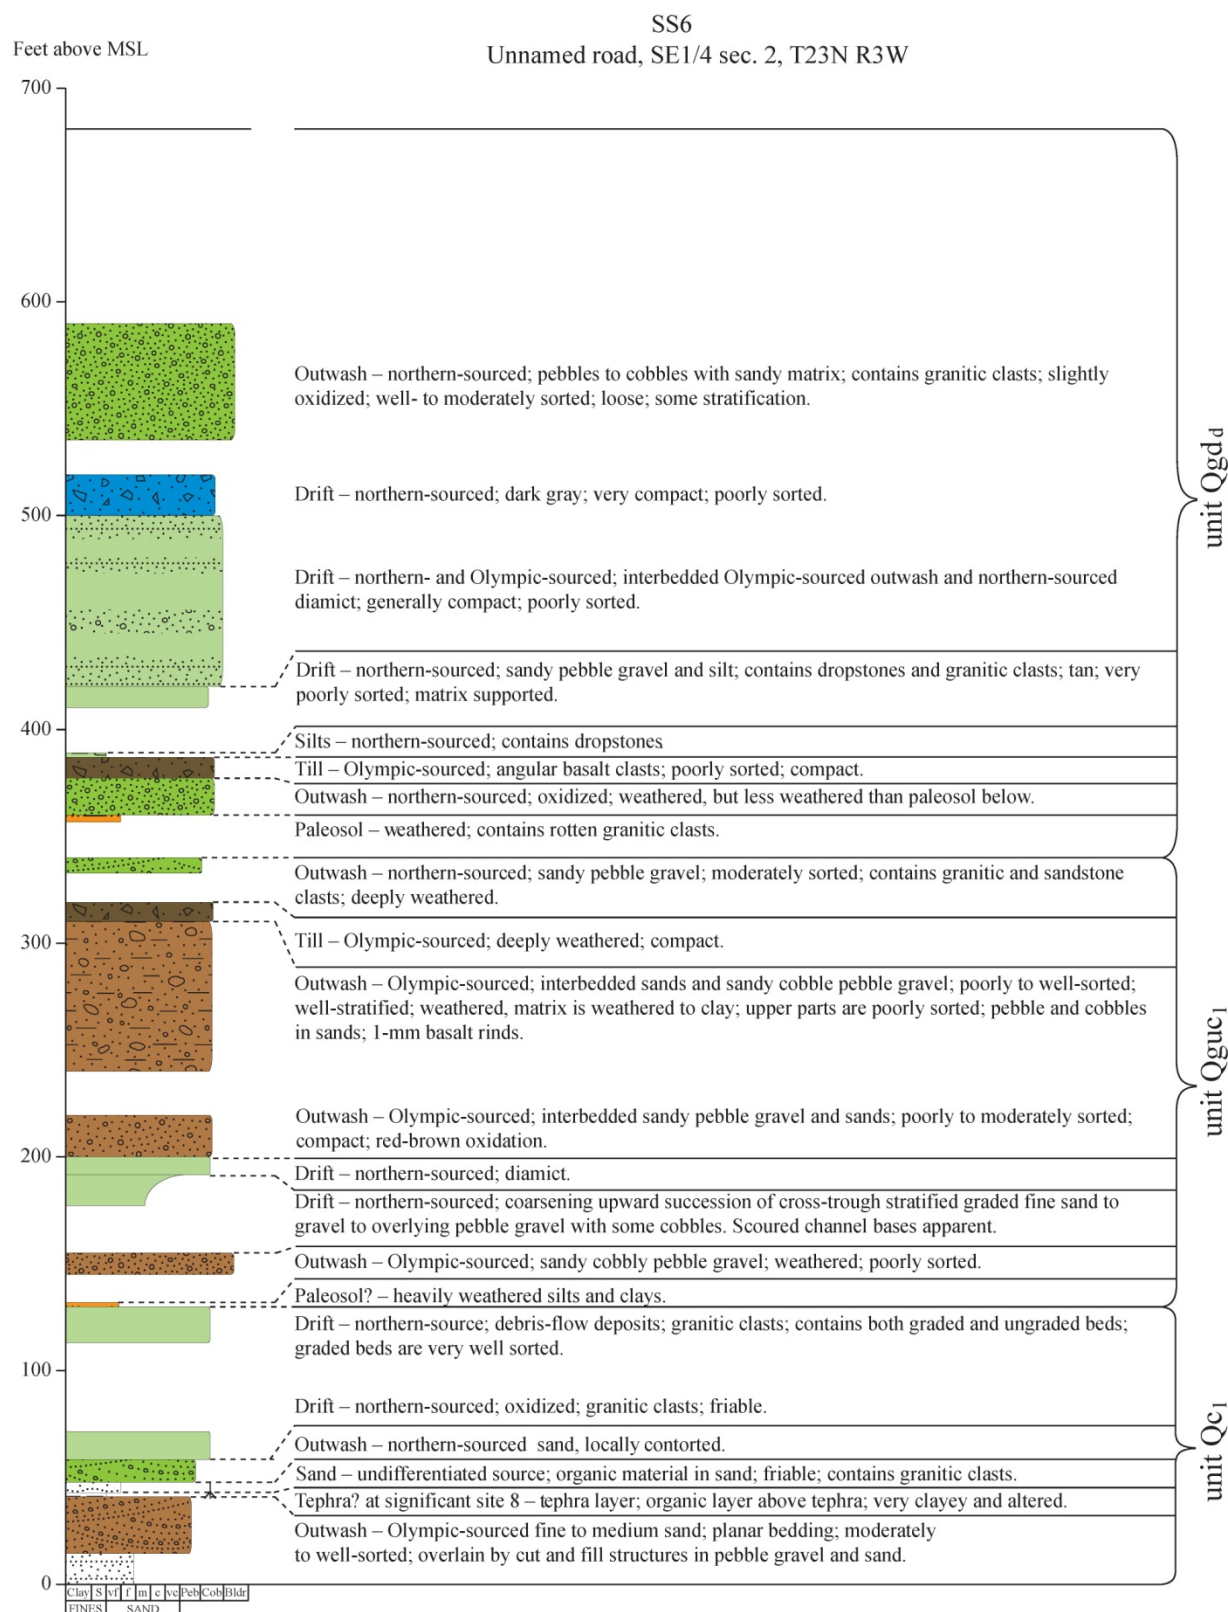 SS6
Feet above MSL
Unnamed road, SE1/4 sec. 2, T23N R3W
700
600
Outwash – northern-sourced; pebbles to cobbles with sandy matrix; contains granitic clasts; slightly
oxidized; well- to moderately sorted; loose; some stratification.
unit Qgdd
Drift – northern-sourced; dark gray; very compact; poorly sorted.
500
Drift – northern- and Olympic-sourced; interbedded Olympic-sourced outwash and northern-sourced
diamict; generally compact; poorly sorted.
Drift – northern-sourced; sandy pebble gravel and silt; contains dropstones and granitic clasts; tan; very
poorly sorted; matrix supported.
400
Silts – northern-sourced; contains dropstones.
Till – Olympic-sourced; angular basalt clasts; poorly sorted; compact.
Outwash – northern-sourced; oxidized; weathered, but less weathered than paleosol below.
Paleosol – weathered; contains rotten granitic clasts.
Outwash – northern-sourced; sandy pebble gravel; moderately sorted; contains granitic and sandstone
clasts; deeply weathered.
300
Till – Olympic-sourced; deeply weathered; compact.
Outwash – Olympic-sourced; interbedded sands and sandy cobble pebble gravel; poorly to well-sorted;
well-stratified; weathered, matrix is weathered to clay; upper parts are poorly sorted; pebble and cobbles
in sands; 1-mm basalt rinds.
unit Qguc1
Outwash – Olympic-sourced; interbedded sandy pebble gravel and sands; poorly to moderately sorted;
compact; red-brown oxidation.
200
Drift – northern-sourced; diamict.
Drift – northern-sourced; coarsening upward succession of cross-trough stratified graded fine sand to
gravel to overlying pebble gravel with some cobbles. Scoured channel bases apparent.
Outwash – Olympic-sourced; sandy cobbly pebble gravel; weathered; poorly sorted.
Paleosol? – heavily weathered silts and clays.
Drift – northern-source; debris-flow deposits; granitic clasts; contains both graded and ungraded beds;
graded beds are very well sorted.
100
Drift – northern-sourced; oxidized; granitic clasts; friable.
Outwash – northern-sourced sand, locally contorted.
unit Qc1
Sand – undifferentiated source; organic material in sand; friable; contains granitic clasts.
Tephra? at significant site 8 – tephra layer; organic layer above tephra; very clayey and altered.
Outwash – Olympic-sourced fine to medium sand; planar bedding; moderately
to well-sorted; overlain by cut and fill structures in pebble gravel and sand.
0
Clay S vf f m c vc Peb Cob Bldr
FINES SAND